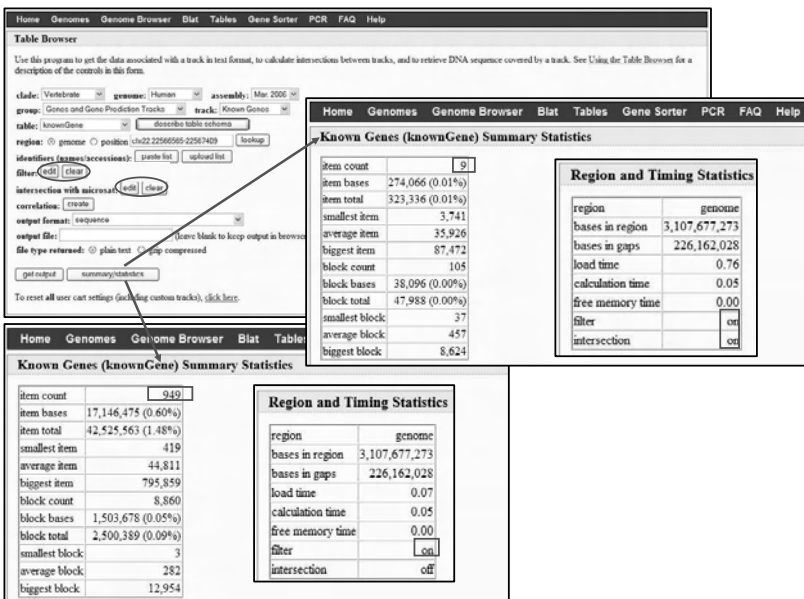 Home Genomes Genome Browser Blat Tables Gene Sorter PCR FAQ Help
Table Browser
Use this program to get the data associated with a track in text format, to calculate intersections between tracks, and to retrieve DNA sequence covered by a track. See Using the Table Browser for a
description of the controls in this form.
clade: Vertebrate genome: Human assembly: Mar. 2006
group: Genes and Gene Prediction Tracks track: Known Genes
table: knownGene describe table schema
region: genome position chr22:22566565-22567409 lookup
identifiers (names/accessions): paste list upload list
filter: edit clear
intersection with microsat: edit clear
correlation: create
output format: sequence
output file: (leave blank to keep output in browser
file type returned: plain text gzip compressed
get output summary/statistics
To reset all user cart settings (including custom tracks), click here.
Home Genomes Genome Browser Blat Tables Gene Sorter PCR FAQ Help
Known Genes (knownGene) Summary Statistics
item count 9
item bases 274,066 (0.01%)
item total 323,336 (0.01%)
smallest item 3,741
average item 35,926
biggest item 87,472
block count 105
block bases 38,096 (0.00%)
block total 47,988 (0.00%)
smallest block 37
average block 457
biggest block 8,624
Region and Timing Statistics
region genome
bases in region 3,107,677,273
bases in gaps 226,162,028
load time 0.76
calculation time 0.05
free memory time 0.00
filter on
intersection on
Home Genomes Genome Browser Blat Tables
Known Genes (knownGene) Summary Statistics
item count 949
item bases 17,146,475 (0.60%)
item total 42,525,563 (1.48%)
smallest item 419
average item 44,811
biggest item 795,859
block count 8,860
block bases 1,503,678 (0.05%)
block total 2,500,389 (0.09%)
smallest block 3
average block 282
biggest block 12,954
Region and Timing Statistics
region genome
bases in region 3,107,677,273
bases in gaps 226,162,028
load time 0.07
calculation time 0.05
free memory time 0.00
filter on
intersection off